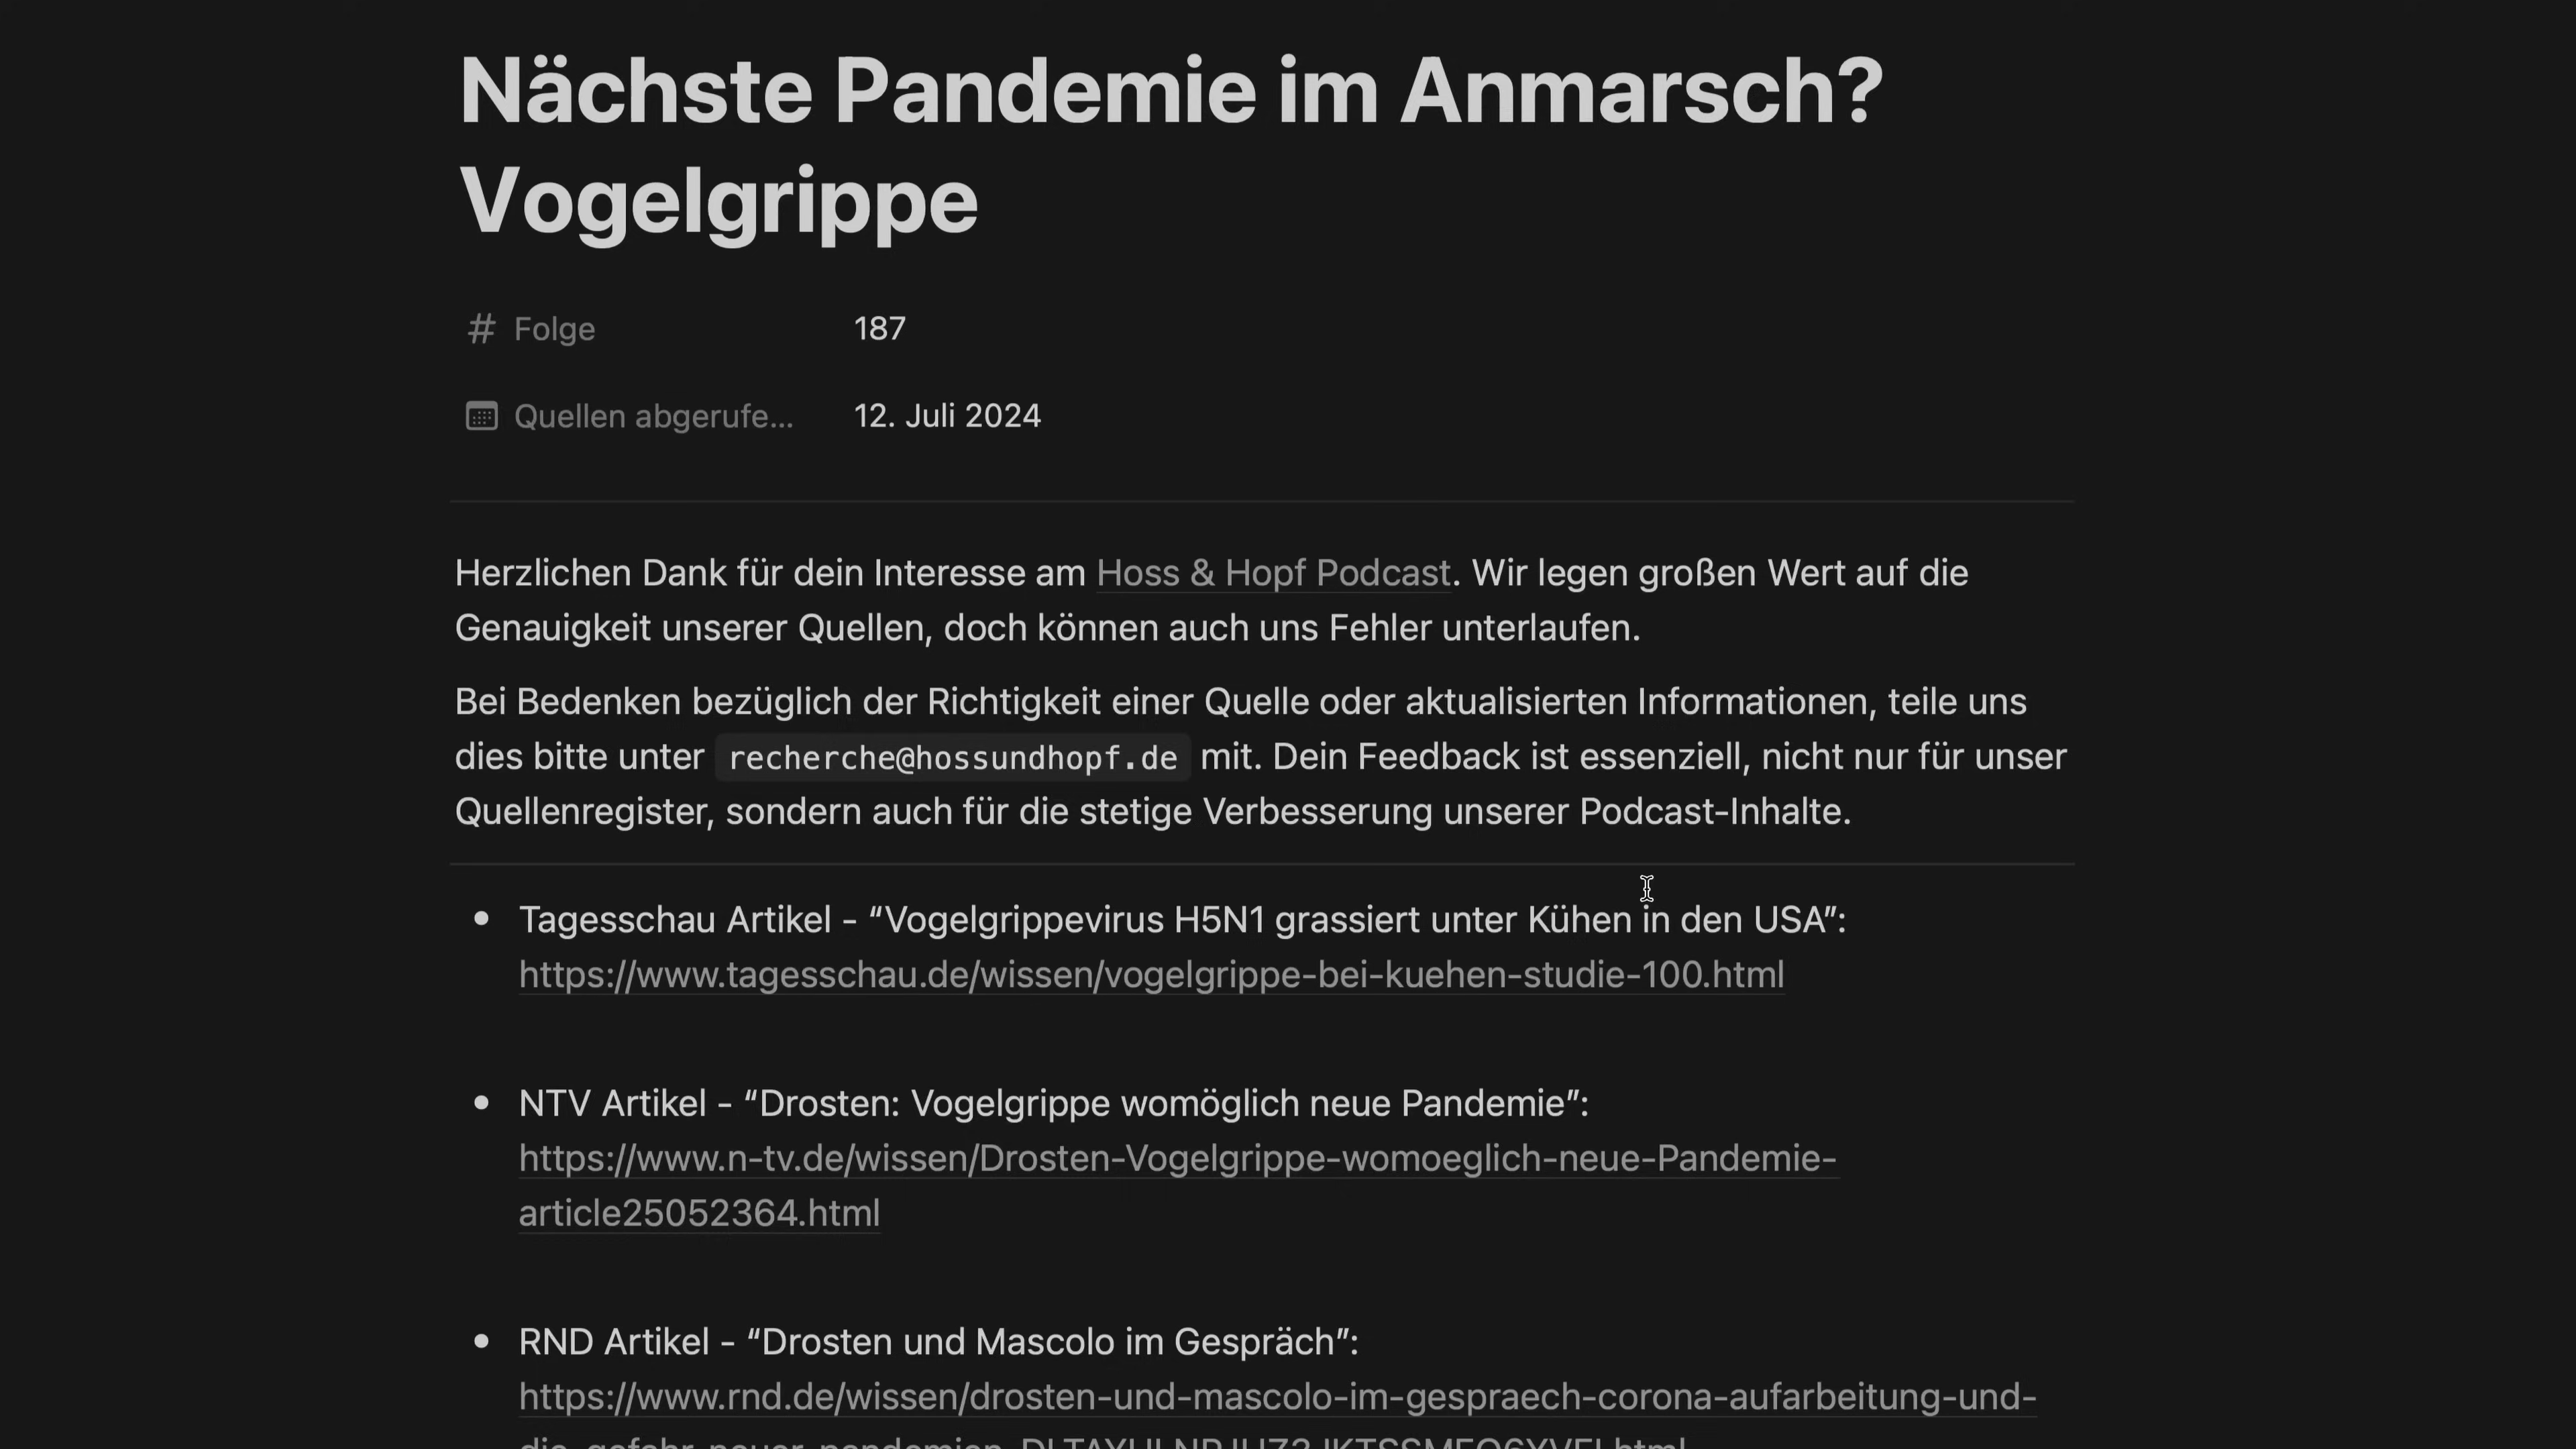 Nächste Pandemie im Anmarsch?
Vogelgrippe
# Folge 187
Quellen abgerufe... 12. Juli 2024
Herzlichen Dank für dein Interesse am Hoss & Hopf Podcast. Wir legen großen Wert auf die
Genauigkeit unserer Quellen, doch können auch uns Fehler unterlaufen.
Bei Bedenken bezüglich der Richtigkeit einer Quelle oder aktualisierten Informationen, teile uns
dies bitte unter recherche@hossundhopf.de mit. Dein Feedback ist essenziell, nicht nur für unser
Quellenregister, sondern auch für die stetige Verbesserung unserer Podcast-Inhalte.
• Tagesschau Artikel - “Vogelgrippevirus H5N1 grassiert unter Kühen in den USA”:
https://www.tagesschau.de/wissen/vogelgrippe-bei-kuehen-studie-100.html
• NTV Artikel - “Drosten: Vogelgrippe womöglich neue Pandemie”:
https://www.n-tv.de/wissen/Drosten-Vogelgrippe-womoeglich-neue-Pandemie-
article25052364.html
• RND Artikel - “Drosten und Mascolo im Gespräch”:
https://www.rnd.de/wissen/drosten-und-mascolo-im-gespraech-corona-aufarbeitung-und-